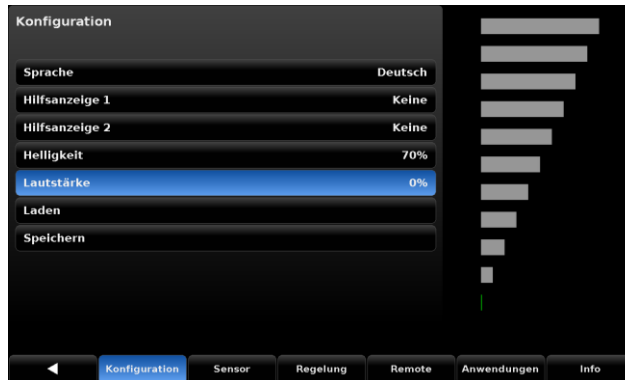 Konfiguration
Sprache Deutsch
Hilfsanzeige 1 Keine
Hilfsanzeige 2 Keine
Helligkeit 70%
Lautstärke 0%
Laden
Speichern
Konfiguration Sensor Regelung Remote Anwendungen Info